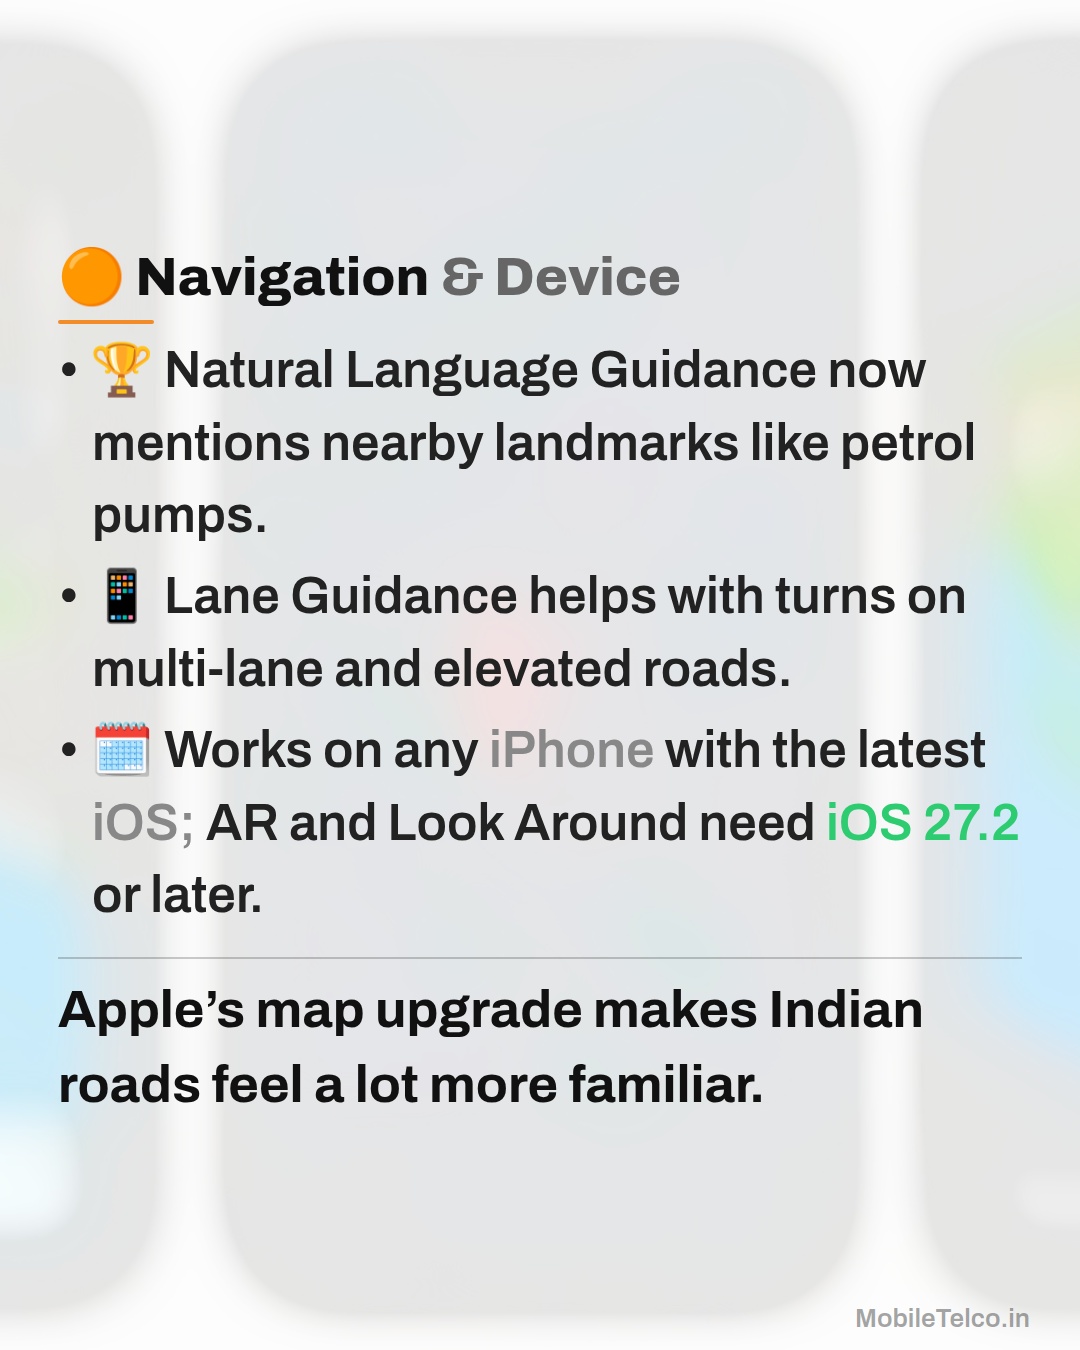 🟠 Navigation & Device
• 🏆 Natural Language Guidance now
mentions nearby landmarks like petrol
pumps.
• 📱 Lane Guidance helps with turns on
multi-lane and elevated roads.
• 🗓️ Works on any iPhone with the latest
iOS; AR and Look Around need iOS 27.2
or later.
Apple’s map upgrade makes Indian
roads feel a lot more familiar.
MobileTelco.in